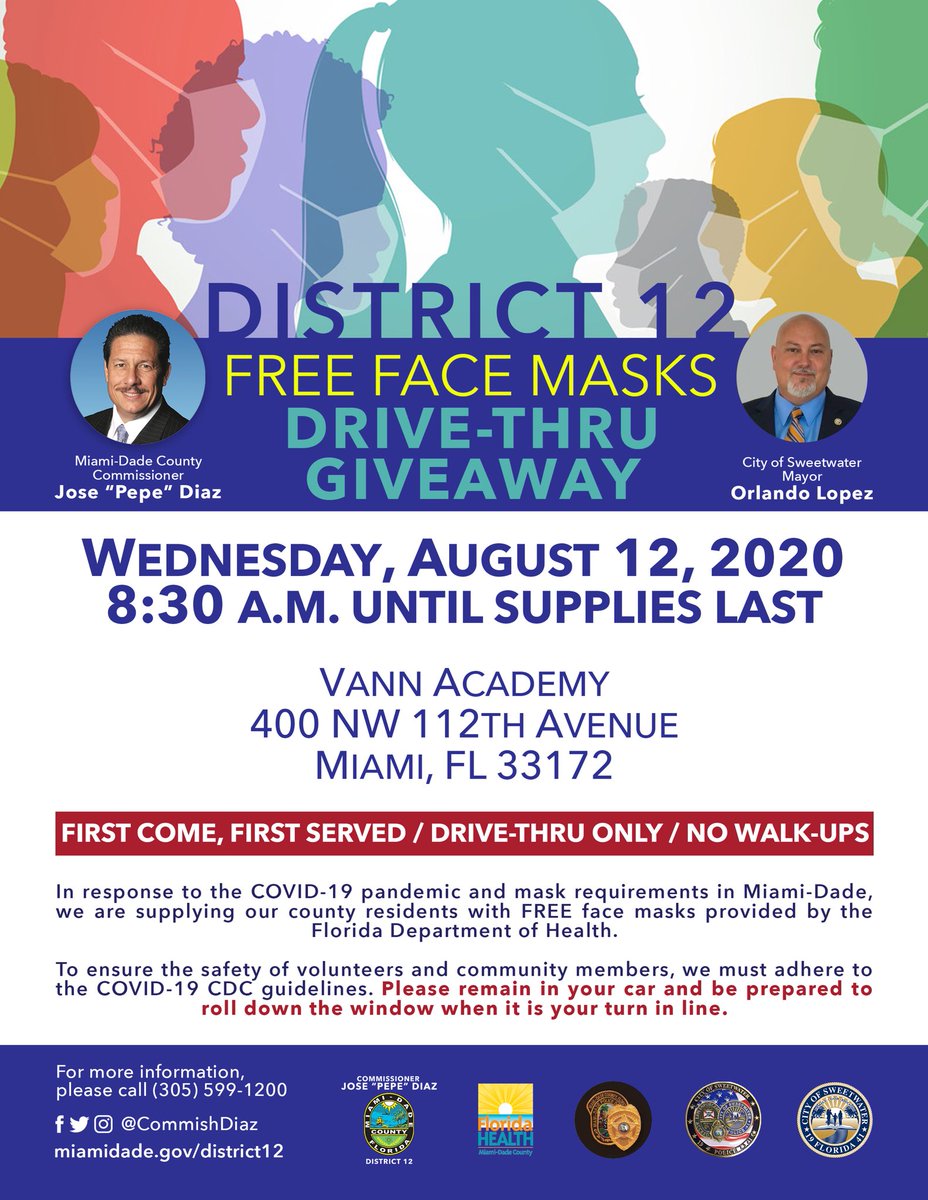 DISTRICT 12
FREE FACE MASKS
DRIVE-THRU
GIVEAWAY
Miami-Dade County
Commissioner
Jose "Pepe" Diaz
City of Sweetwater
Mayor
Orlando Lopez
WEDNESDAY, AUGUST 12, 2020
8:30 A.M. UNTIL SUPPLIES LAST
VANN ACADEMY
400 NW 112TH AVENUE
MIAMI, FL 33172
FIRST COME, FIRST SERVED / DRIVE-THRU ONLY / NO WALK-UPS
In response to the COVID-19 pandemic and mask requirements in Miami-Dade,
we are supplying our county residents with FREE face masks provided by the
Florida Department of Health.
To ensure the safety of volunteers and community members, we must adhere to
the COVID-19 CDC guidelines. Please remain in your car and be prepared to
roll down the window when it is your turn in line.
For more information,
please call (305) 599-1200
@CommishDiaz
miamidade.gov/district12
COMMISSIONER
JOSE "PEPE" DIAZ
MIAMI-DADE
COUNTY
FLORIDA
DISTRICT 12
Florida
HEALTH
Miami-Dade County
CITY OF SWEETWATER
19 FLORIDA 41